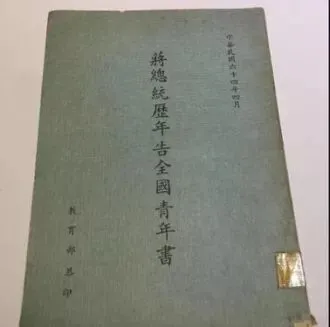 中華民國六十四年四月
蔣總統歷年告全國青年書
教育部恭印